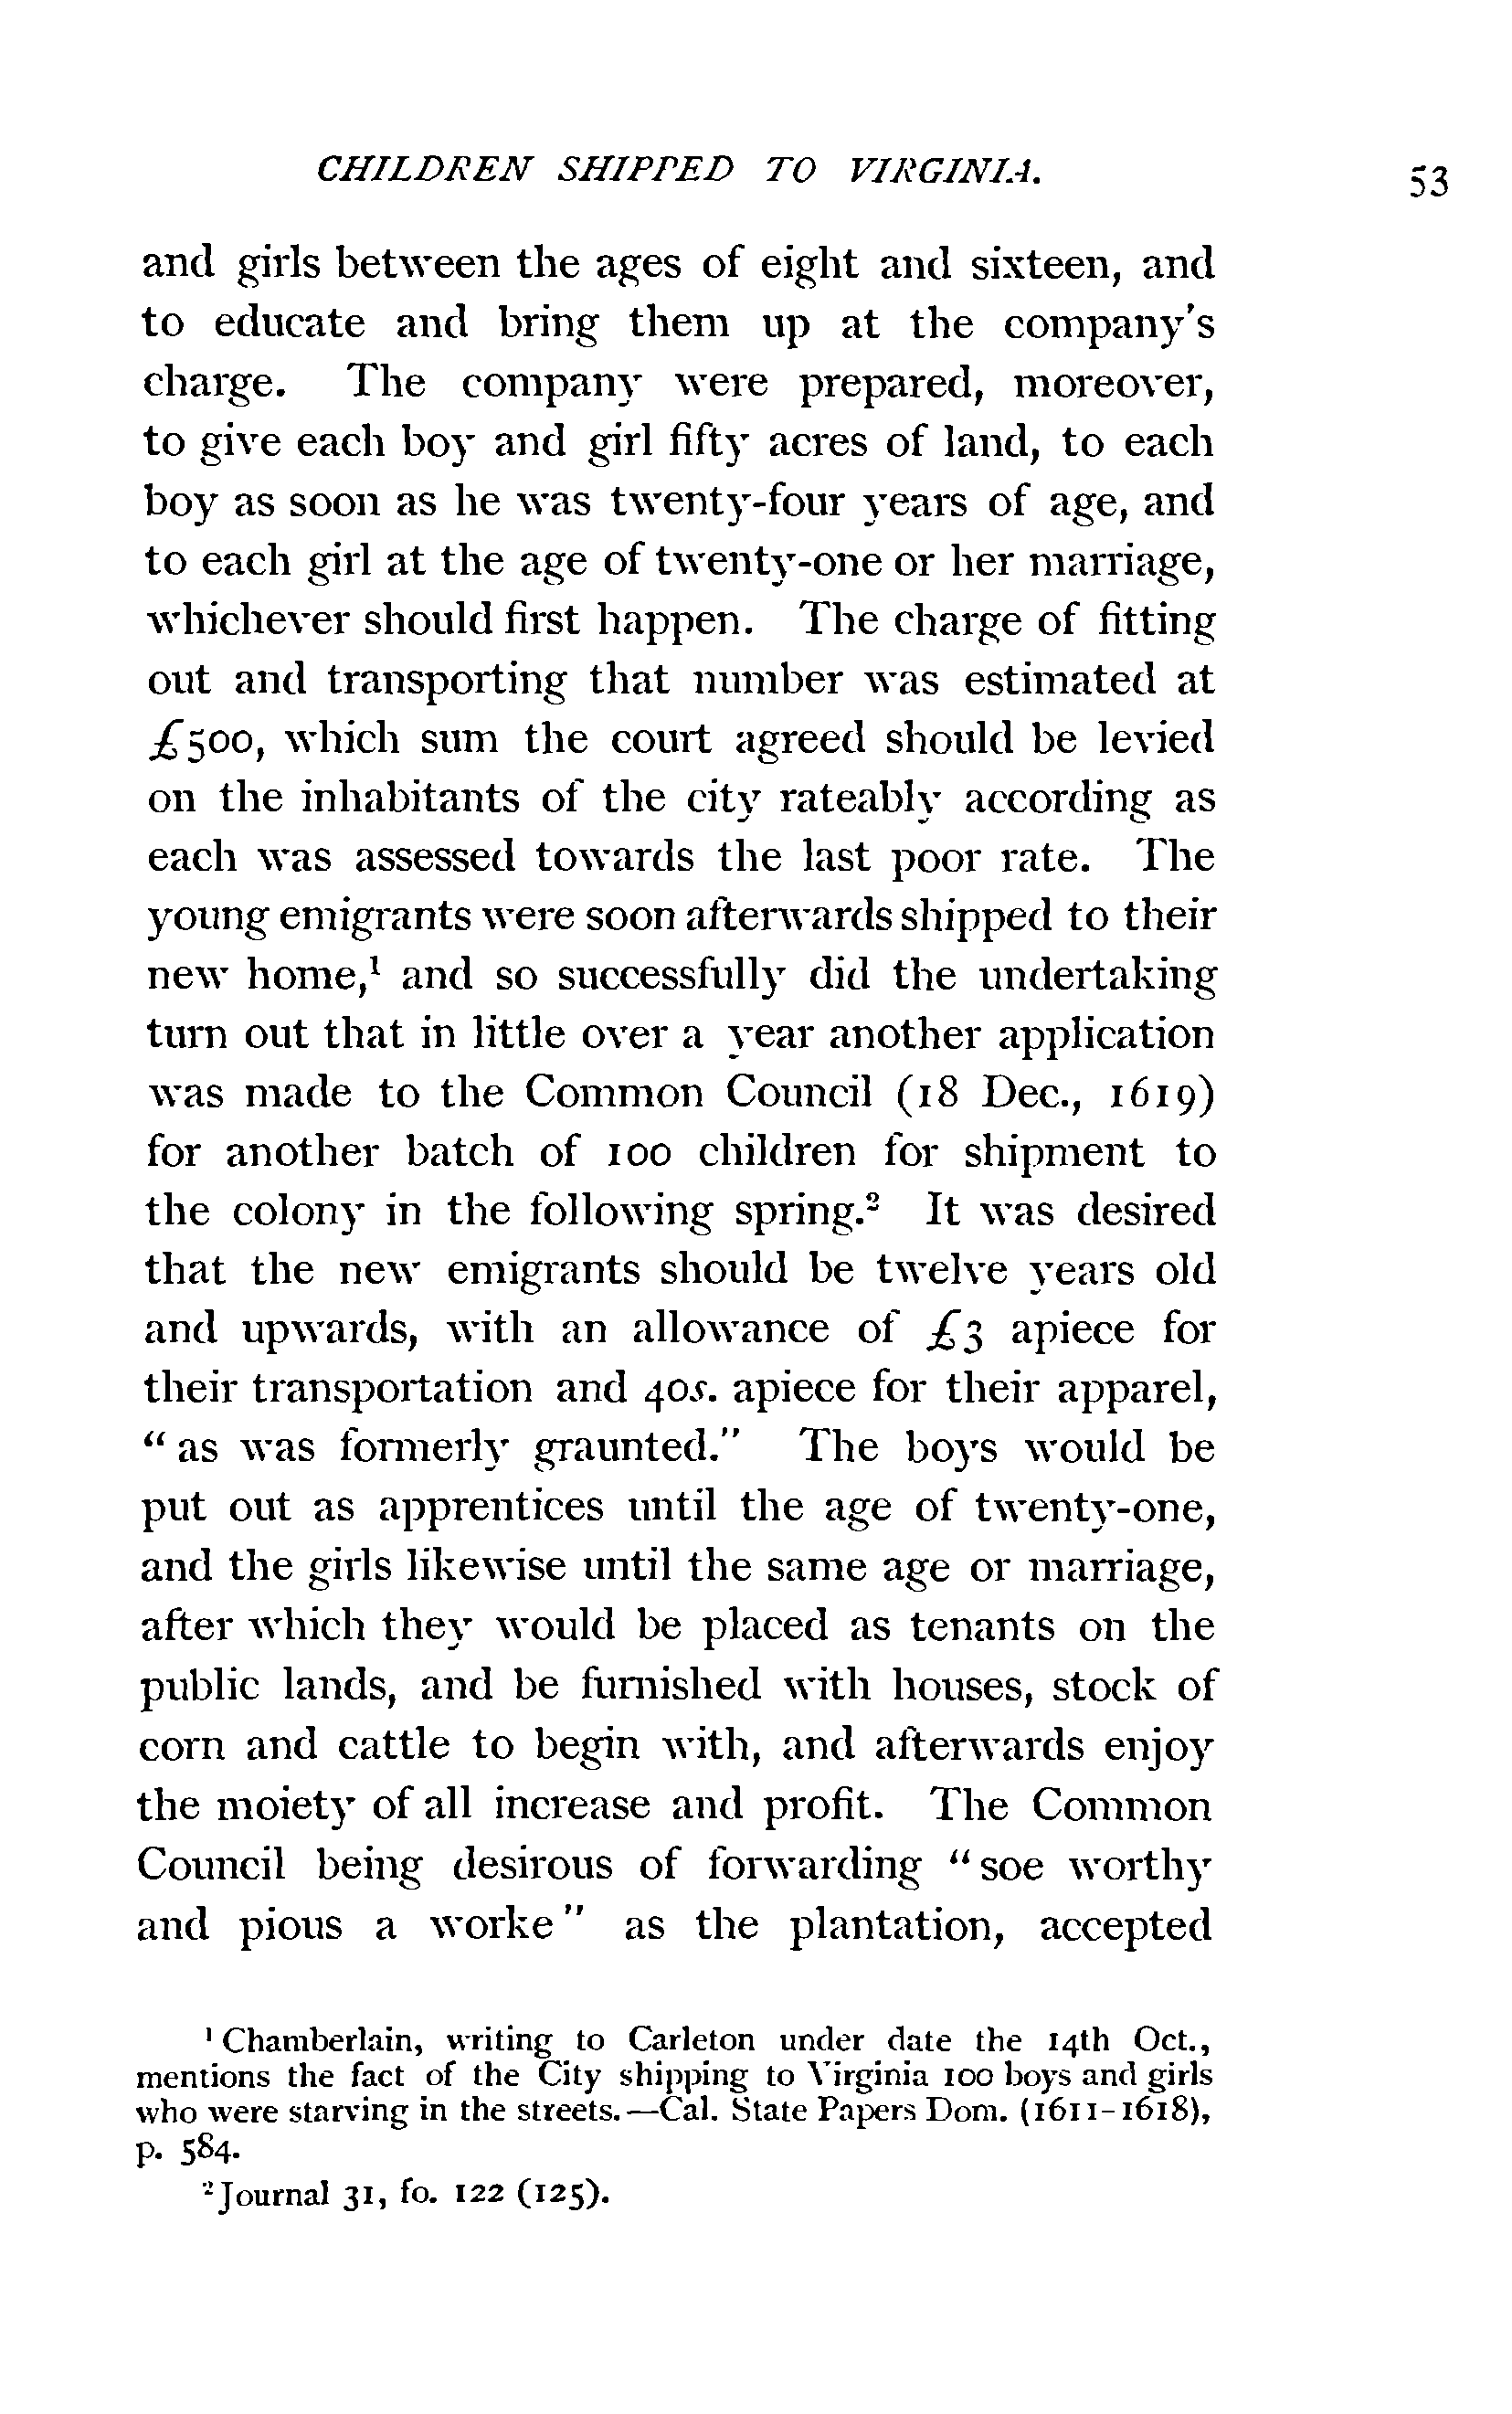 CHILDREN SHIPPED TO VIRGINIA. 53
and girls between the ages of eight and sixteen, and
to educate and bring them up at the company's
charge. The company were prepared, moreover,
to give each boy and girl fifty acres of land, to each
boy as soon as he was twenty-four years of age, and
to each girl at the age of twenty-one or her marriage,
whichever should first happen. The charge of fitting
out and transporting that number was estimated at
£500, which sum the court agreed should be levied
on the inhabitants of the city rateably according as
each was assessed towards the last poor rate. The
young emigrants were soon afterwards shipped to their
new home,¹ and so successfully did the undertaking
turn out that in little over a year another application
was made to the Common Council (18 Dec., 1619)
for another batch of 100 children for shipment to
the colony in the following spring.² It was desired
that the new emigrants should be twelve years old
and upwards, with an allowance of £3 apiece for
their transportation and 40s. apiece for their apparel,
"as was formerly graunted." The boys would be
put out as apprentices until the age of twenty-one,
and the girls likewise until the same age or marriage,
after which they would be placed as tenants on the
public lands, and be furnished with houses, stock of
corn and cattle to begin with, and afterwards enjoy
the moiety of all increase and profit. The Common
Council being desirous of forwarding "soe worthy
and pious a worke" as the plantation, accepted
¹ Chamberlain, writing to Carleton under date the 14th Oct.,
mentions the fact of the City shipping to Virginia 100 boys and girls
who were starving in the streets.—Cal. State Papers Dom. (1611-1618),
p. 584.
² Journal 31, fo. 122 (125).